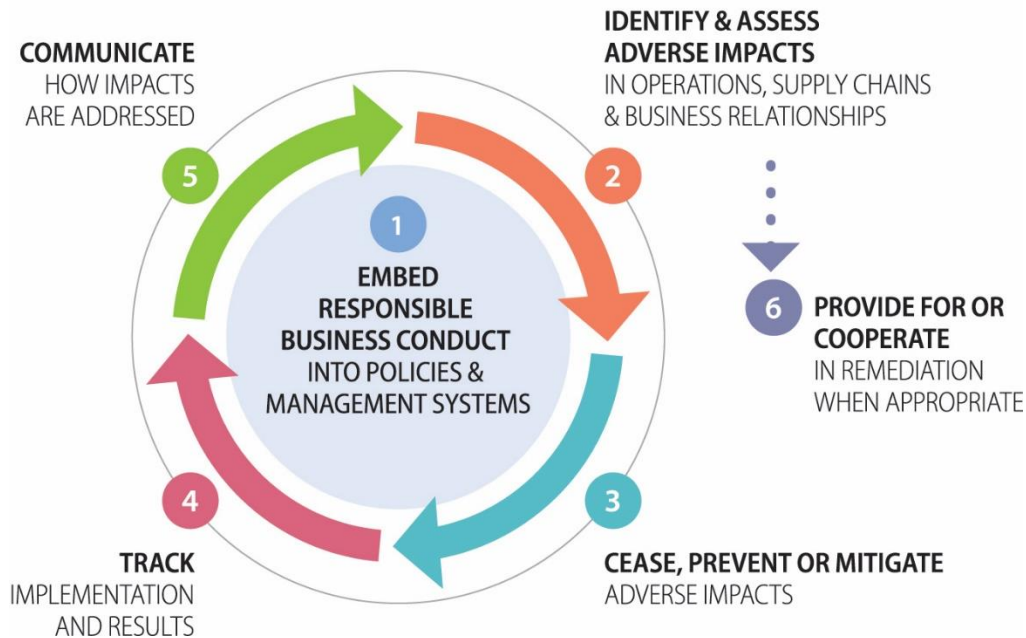 1
EMBED
RESPONSIBLE
BUSINESS CONDUCT
INTO POLICIES &
MANAGEMENT SYSTEMS
2
IDENTIFY & ASSESS
ADVERSE IMPACTS
IN OPERATIONS, SUPPLY CHAINS
& BUSINESS RELATIONSHIPS
3
CEASE, PREVENT OR MITIGATE
ADVERSE IMPACTS
4
TRACK
IMPLEMENTATION
AND RESULTS
5
COMMUNICATE
HOW IMPACTS
ARE ADDRESSED
6
PROVIDE FOR OR
COOPERATE
IN REMEDIATION
WHEN APPROPRIATE